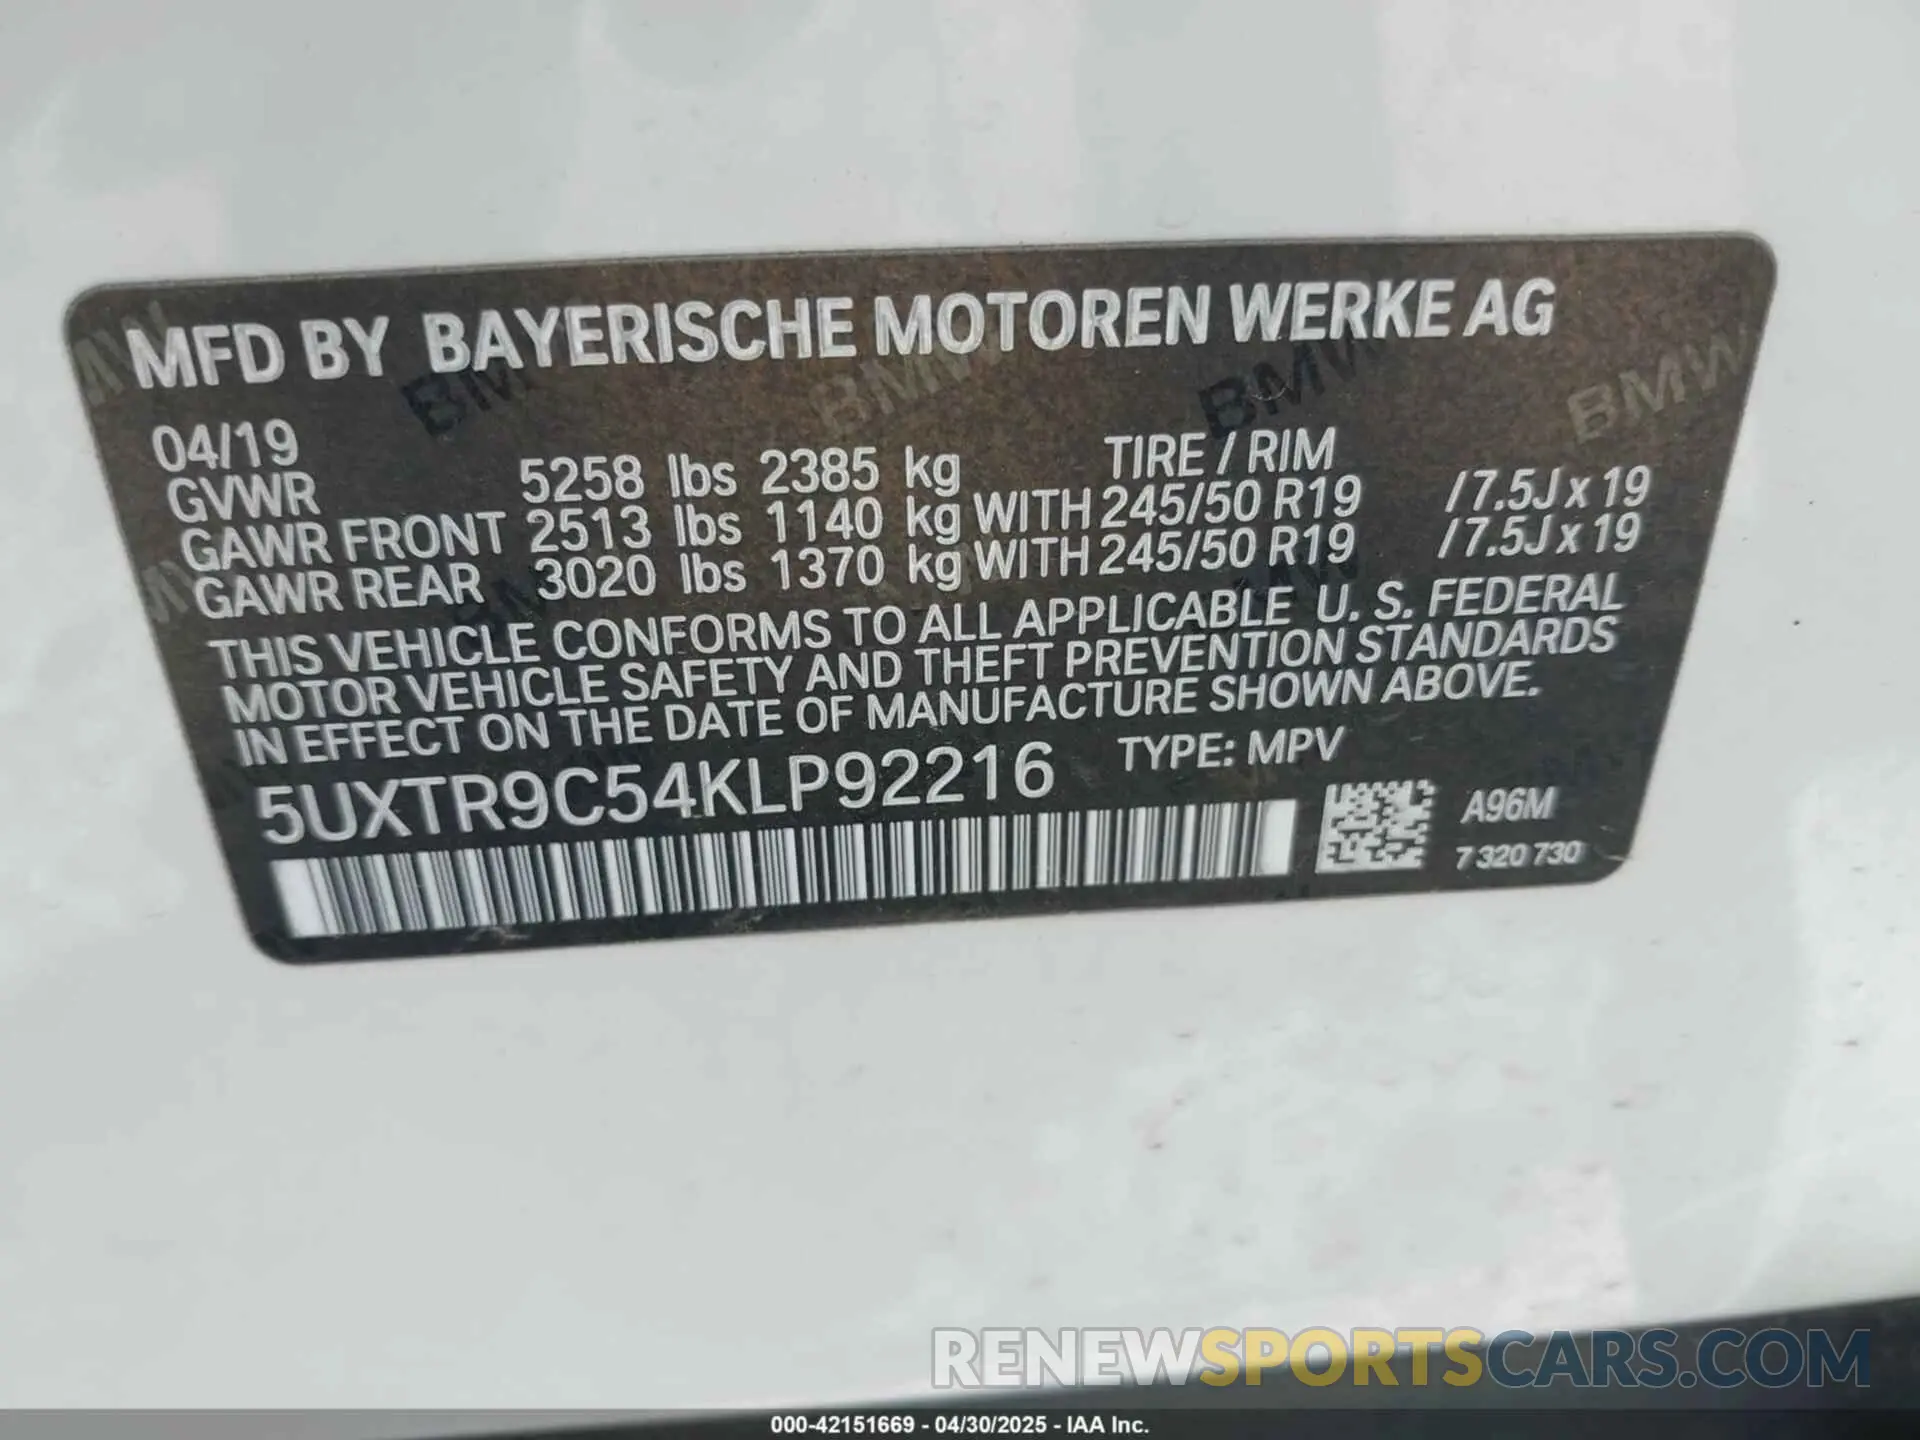 MFD BY BAYERISCHE MOTOREN WERKE AG
04/19 TIRE / RIM
GVWR 5258 lbs 2385 kg
GAWR FRONT 2513 lbs 1140 kg WITH 245/50 R19 /7.5J x 19
GAWR REAR 3020 lbs 1370 kg WITH 245/50 R19 /7.5J x 19
THIS VEHICLE CONFORMS TO ALL APPLICABLE U. S. FEDERAL
MOTOR VEHICLE SAFETY AND THEFT PREVENTION STANDARDS
IN EFFECT ON THE DATE OF MANUFACTURE SHOWN ABOVE.
5UXTR9C54KLP92216 TYPE: MPV
A96M
7 320 730
BMW BMW BMW BMW
RENEWSPORTSCARS.COM
000-42151669 - 04/30/2025 - IAA Inc.